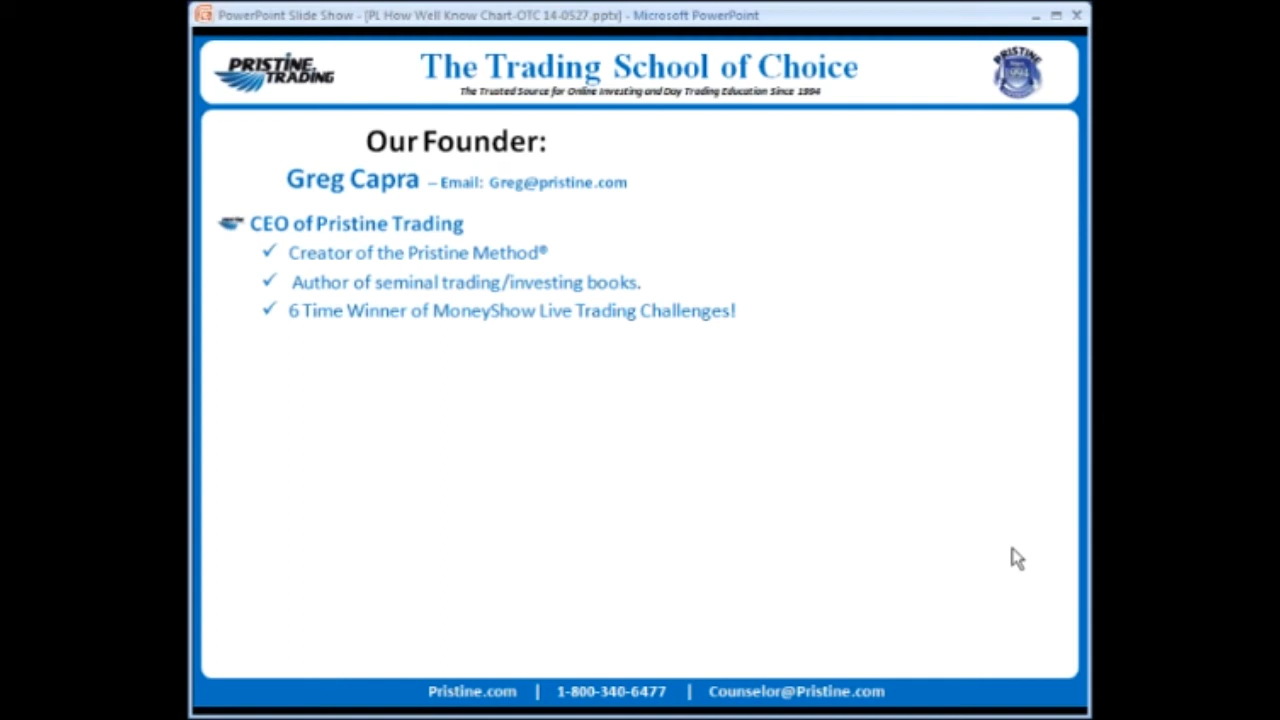 PowerPoint Slide Show - [PL How Well Know Chart-OTC 14-0527.pptx] - Microsoft PowerPoint
PRISTINE TRADING
The Trading School of Choice
The Trusted Source for Online Investing and Day Trading Education Since 1994
PRISTINE
1994
Our Founder:
Greg Capra – Email: Greg@pristine.com
CEO of Pristine Trading
✓ Creator of the Pristine Method®
✓ Author of seminal trading/investing books.
✓ 6 Time Winner of MoneyShow Live Trading Challenges!
Pristine.com | 1-800-340-6477 | Counselor@Pristine.com